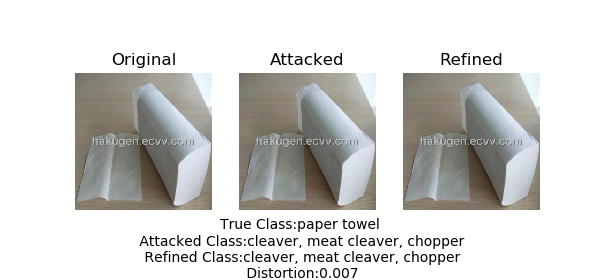 Original Attacked Refined
hakugen.ecvv.com hakugen.ecvv.com hakugen.ecvv.com
True Class:paper towel
Attacked Class:cleaver, meat cleaver, chopper
Refined Class:cleaver, meat cleaver, chopper
Distortion:0.007